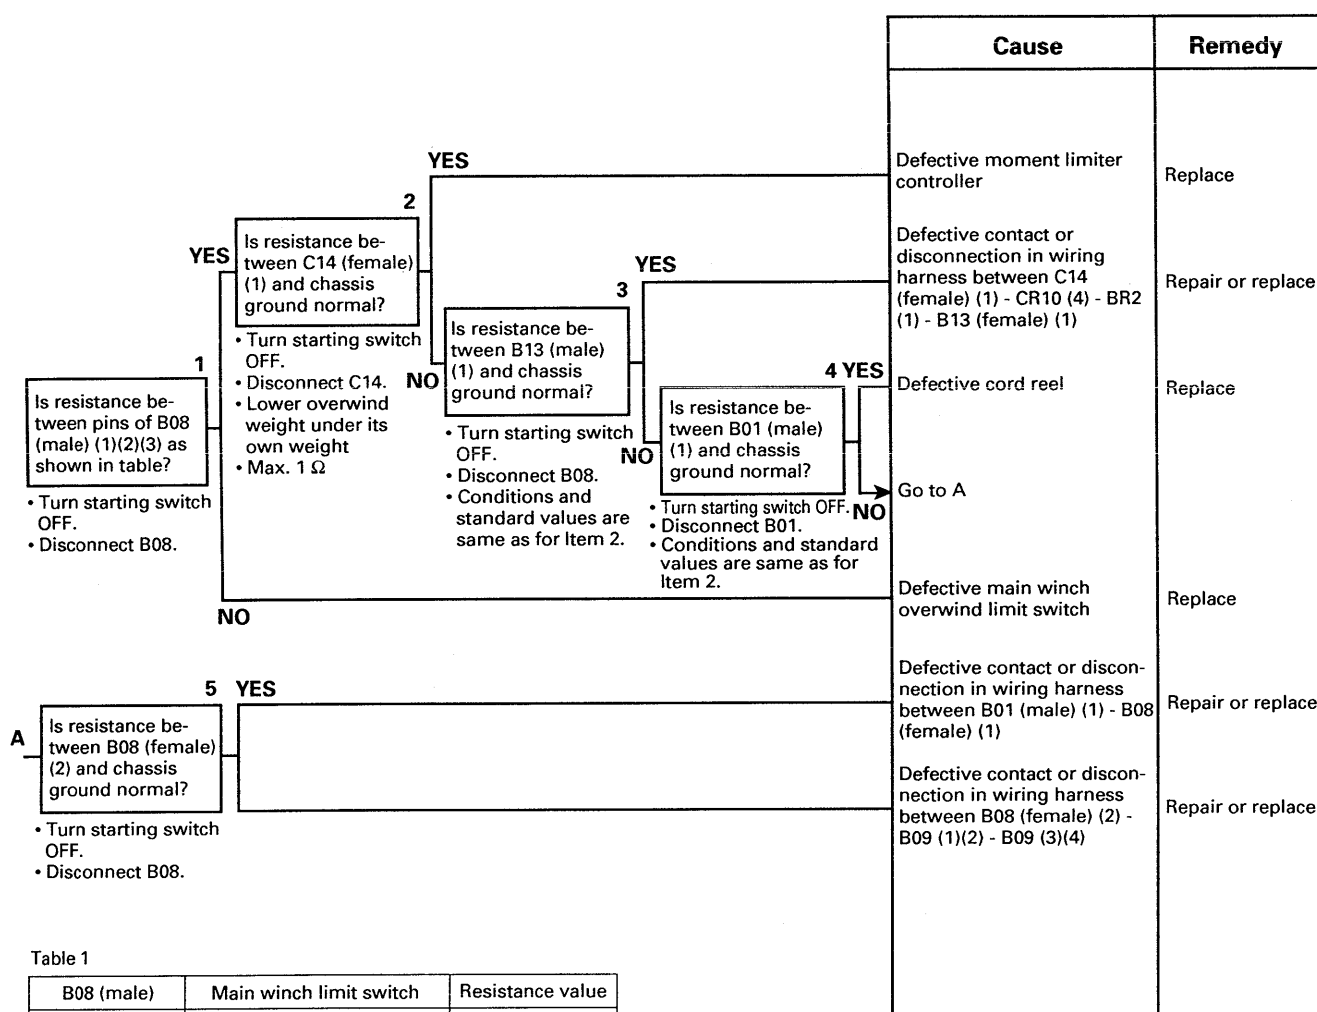 Cause
Remedy
YES
Defective moment limiter
controller
Replace
2
Is resistance be-
tween C14 (female)
(1) and chassis
ground normal?
YES
• Turn starting switch
OFF.
• Disconnect C14.
• Lower overwind
weight under its
own weight
• Max. 1 Ω
Defective contact or
disconnection in wiring
harness between C14
(female) (1) - CR10 (4) - BR2
(1) - B13 (female) (1)
Repair or replace
YES
3
NO
Is resistance be-
tween B13 (male)
(1) and chassis
ground normal?
• Turn starting switch
OFF.
• Disconnect B08.
• Conditions and
standard values are
same as for Item 2.
1
Is resistance be-
tween pins of B08
(male) (1)(2)(3) as
shown in table?
• Turn starting switch
OFF.
• Disconnect B08.
4 YES
Defective cord reel
Replace
NO
Is resistance be-
tween B01 (male)
(1) and chassis
ground normal?
• Turn starting switch OFF.
• Disconnect B01.
• Conditions and standard
values are same as for
Item 2.
NO
Go to A
NO
Defective main winch
overwind limit switch
Replace
5
YES
A
Is resistance be-
tween B08 (female)
(2) and chassis
ground normal?
• Turn starting switch
OFF.
• Disconnect B08.
Defective contact or discon-
nection in wiring harness
between B01 (male) (1) - B08
(female) (1)
Repair or replace
Defective contact or discon-
nection in wiring harness
between B08 (female) (2) -
B09 (1)(2) - B09 (3)(4)
Repair or replace
Table 1
B08 (male)
Main winch limit switch
Resistance value